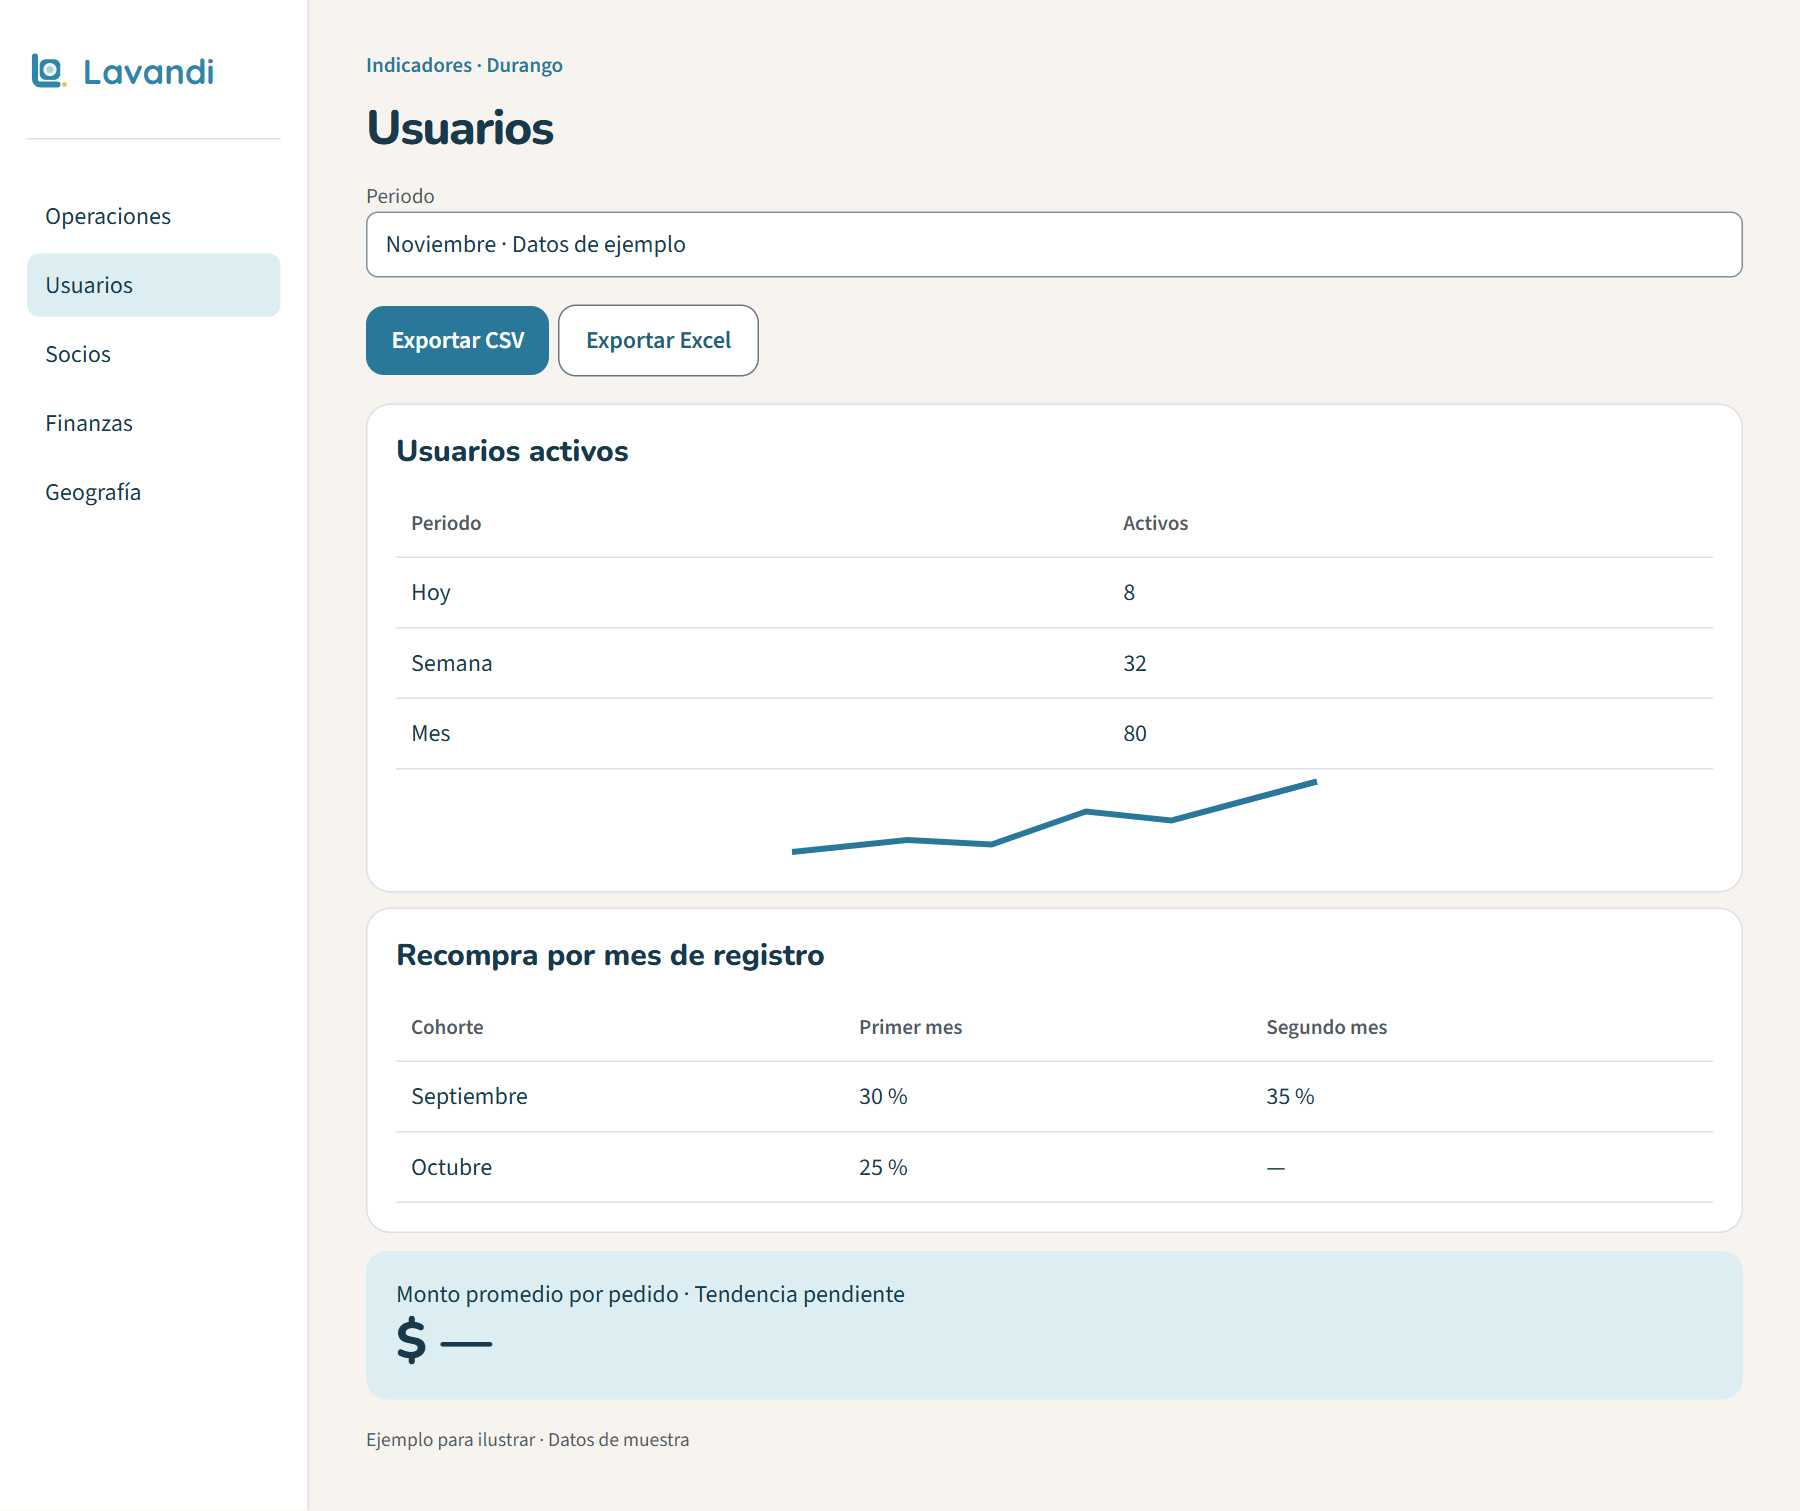 Lavandi
Operaciones
Usuarios
Socios
Finanzas
Geografía
Indicadores · Durango
Usuarios
Periodo
Noviembre · Datos de ejemplo
Exportar CSV Exportar Excel
Usuarios activos
Periodo Activos
Hoy 8
Semana 32
Mes 80
Recompra por mes de registro
Cohorte Primer mes Segundo mes
Septiembre 30 % 35 %
Octubre 25 % —
Monto promedio por pedido · Tendencia pendiente
$ —
Ejemplo para ilustrar · Datos de muestra